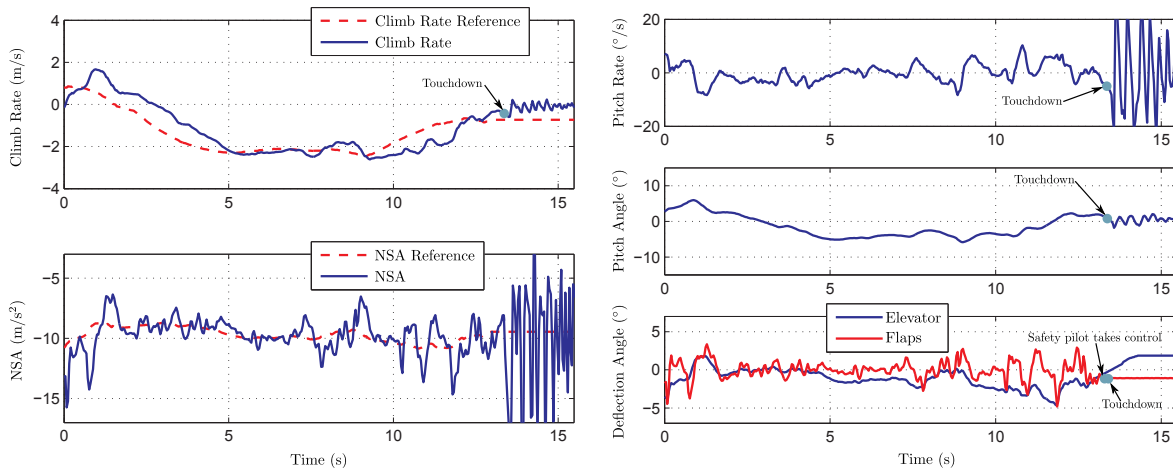 4
2
0
−2
−4
Climb Rate (m/s)
Climb Rate Reference
Climb Rate
Touchdown
0
5
10
15
−5
−10
−15
NSA (m/s²)
NSA Reference
NSA
0
5
10
15
Time (s)
20
0
−20
Pitch Rate (°/s)
Touchdown
0
5
10
15
10
0
−10
Pitch Angle (°)
Touchdown
0
5
10
15
5
0
−5
Deflection Angle (°)
Elevator
Flaps
Safety pilot takes control
Touchdown
0
5
10
15
Time (s)